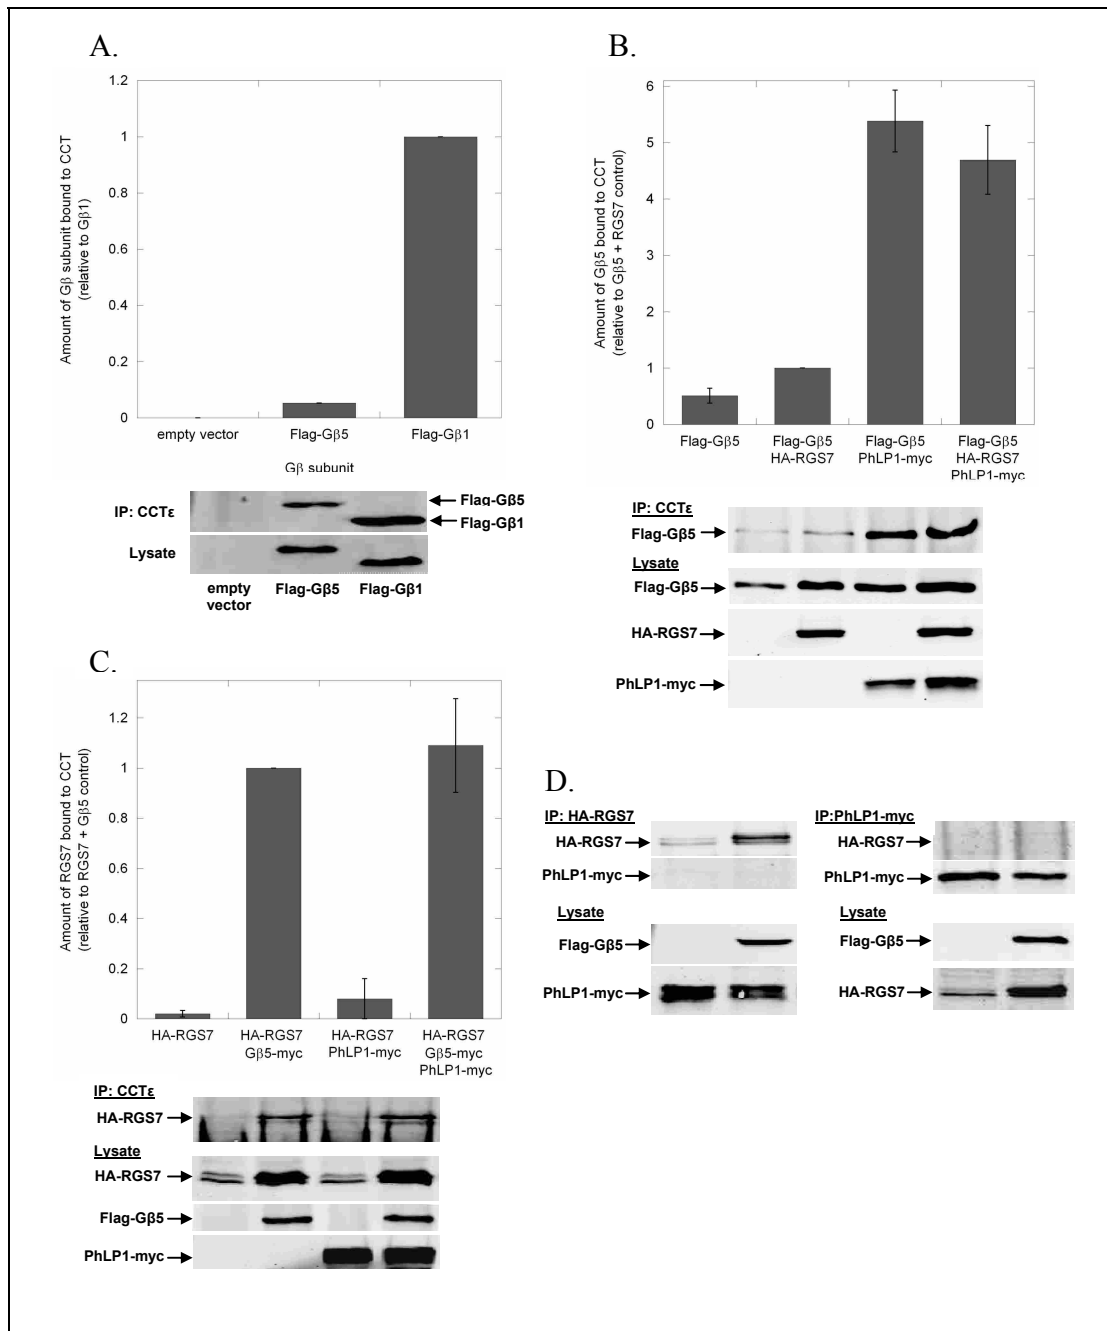 A.
Amount of Gβ subunit bound to CCT
(relative to Gβ1)
1.2
1
0.8
0.6
0.4
0.2
0
empty vector
Flag-Gβ5
Flag-Gβ1
Gβ subunit
IP: CCTε
Flag-Gβ5
Flag-Gβ1
Lysate
empty
vector
Flag-Gβ5
Flag-Gβ1
B.
Amount of Gβ5 bound to CCT
(relative to Gβ5 + RGS7 control)
6
5
4
3
2
1
0
Flag-Gβ5
Flag-Gβ5
HA-RGS7
Flag-Gβ5
PhLP1-myc
Flag-Gβ5
HA-RGS7
PhLP1-myc
IP: CCTε
Flag-Gβ5
Lysate
Flag-Gβ5
HA-RGS7
PhLP1-myc
C.
Amount of RGS7 bound to CCT
(relative to RGS7 + Gβ5 control)
1.2
1
0.8
0.6
0.4
0.2
0
HA-RGS7
HA-RGS7
Gβ5-myc
HA-RGS7
PhLP1-myc
HA-RGS7
Gβ5-myc
PhLP1-myc
IP: CCTε
HA-RGS7
Lysate
HA-RGS7
Flag-Gβ5
PhLP1-myc
D.
IP: HA-RGS7
HA-RGS7
PhLP1-myc
Lysate
Flag-Gβ5
PhLP1-myc
IP:PhLP1-myc
HA-RGS7
PhLP1-myc
Lysate
Flag-Gβ5
HA-RGS7